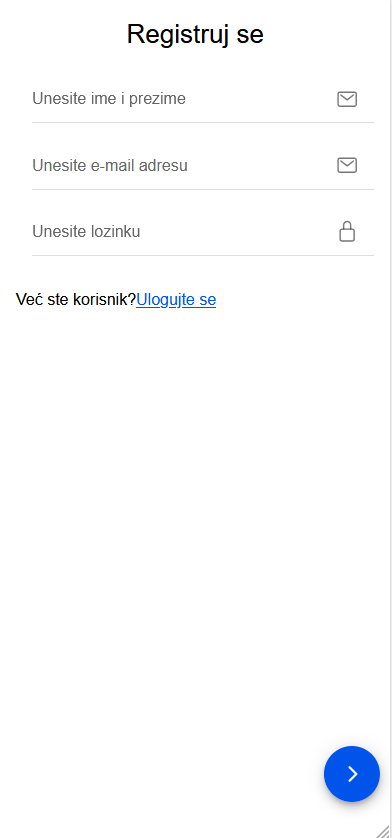 Registruj se
Unesite ime i prezime
Unesite e-mail adresu
Unesite lozinku
Već ste korisnik?Ulogujte se